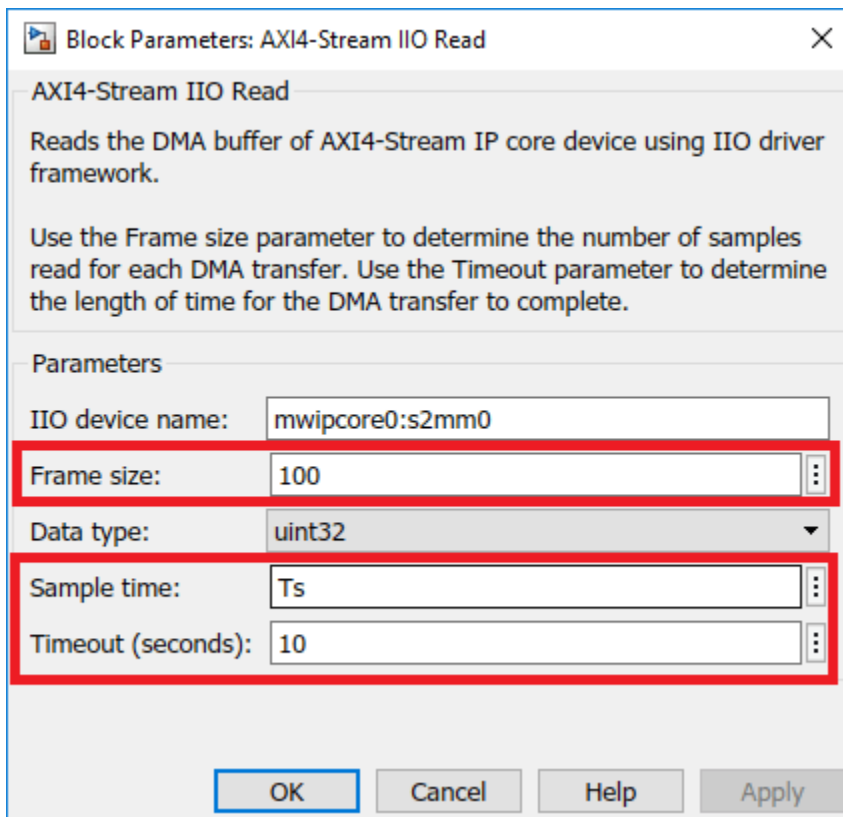 Block Parameters: AXI4-Stream IIO Read
AXI4-Stream IIO Read
Reads the DMA buffer of AXI4-Stream IP core device using IIO driver
framework.
Use the Frame size parameter to determine the number of samples
read for each DMA transfer. Use the Timeout parameter to determine
the length of time for the DMA transfer to complete.
Parameters
IIO device name: mwipcore0:s2mm0
Frame size: 100
Data type: uint32
Sample time: Ts
Timeout (seconds): 10
OK Cancel Help Apply